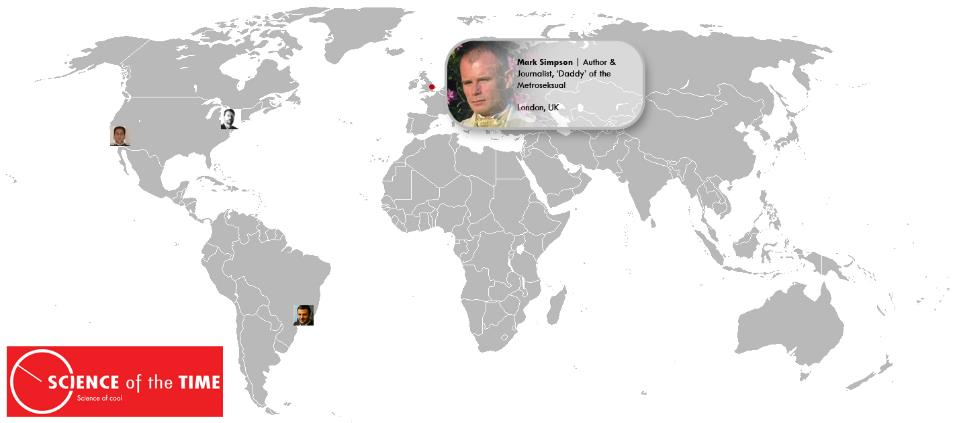 Mark Simpson | Author &
Journalist, 'Daddy' of the
Metroseksual
London, UK
SCIENCE of the TIME
Science of cool